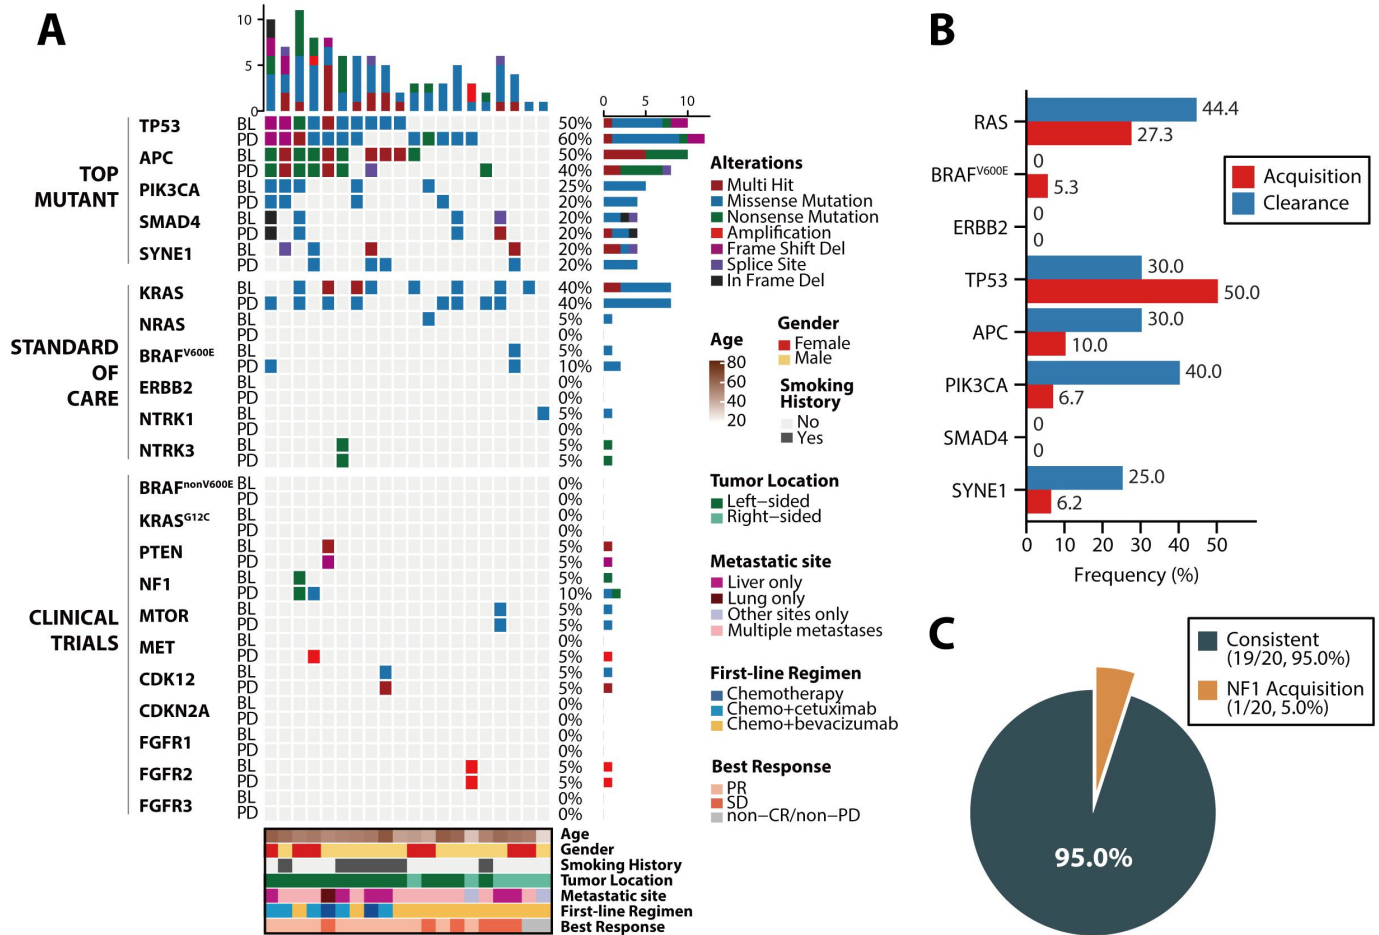 A
10
5
0
0 5 10
TOP
MUTANT
TP53 BL 50%
PD 60%
APC BL 50%
PD 40%
PIK3CA BL 25%
PD 20%
SMAD4 BL 20%
PD 20%
SYNE1 BL 20%
PD 20%
STANDARD
OF
CARE
KRAS BL 40%
PD 40%
NRAS BL 5%
PD 0%
BRAFV600E BL 5%
PD 10%
ERBB2 BL 0%
PD 0%
NTRK1 BL 5%
PD 0%
NTRK3 BL 5%
PD 5%
CLINICAL
TRIALS
BRAFnonV600E BL 0%
PD 0%
KRASG12C BL 0%
PD 0%
PTEN BL 5%
PD 5%
NF1 BL 5%
PD 10%
MTOR BL 5%
PD 5%
MET BL 0%
PD 5%
CDK12 BL 5%
PD 5%
CDKN2A BL 0%
PD 0%
FGFR1 BL 0%
PD 0%
FGFR2 BL 5%
PD 5%
FGFR3 BL 0%
PD 0%
Age
Gender
Smoking History
Tumor Location
Metastatic site
First-line Regimen
Best Response
Alterations
Multi Hit
Missense Mutation
Nonsense Mutation
Amplification
Frame Shift Del
Splice Site
In Frame Del
Age
80
60
40
20
Gender
Female
Male
Smoking
History
No
Yes
Tumor Location
Left−sided
Right−sided
Metastatic site
Liver only
Lung only
Other sites only
Multiple metastases
First-line Regimen
Chemotherapy
Chemo+cetuximab
Chemo+bevacizumab
Best Response
PR
SD
non−CR/non−PD
B
RAS 44.4
27.3
BRAFV600E 0
5.3
ERBB2 0
0
TP53 30.0
50.0
APC 30.0
10.0
PIK3CA 40.0
6.7
SMAD4 0
0
SYNE1 25.0
6.2
0 10 20 30 40 50
Frequency (%)
Acquisition
Clearance
C
Consistent
(19/20, 95.0%)
NF1 Acquisition
(1/20, 5.0%)
95.0%